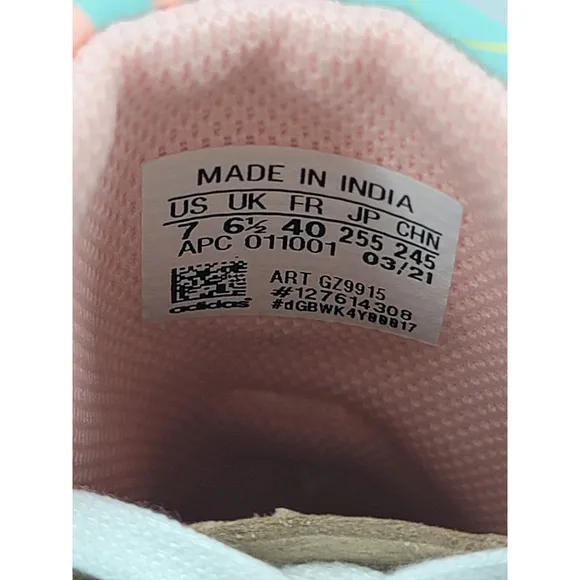 MADE IN INDIA
US UK FR JP CHN
7 6½ 40 255 245
APC 011001 03/21
ART GZ9915
#127614308
#dGBWK4Y00017
adidas